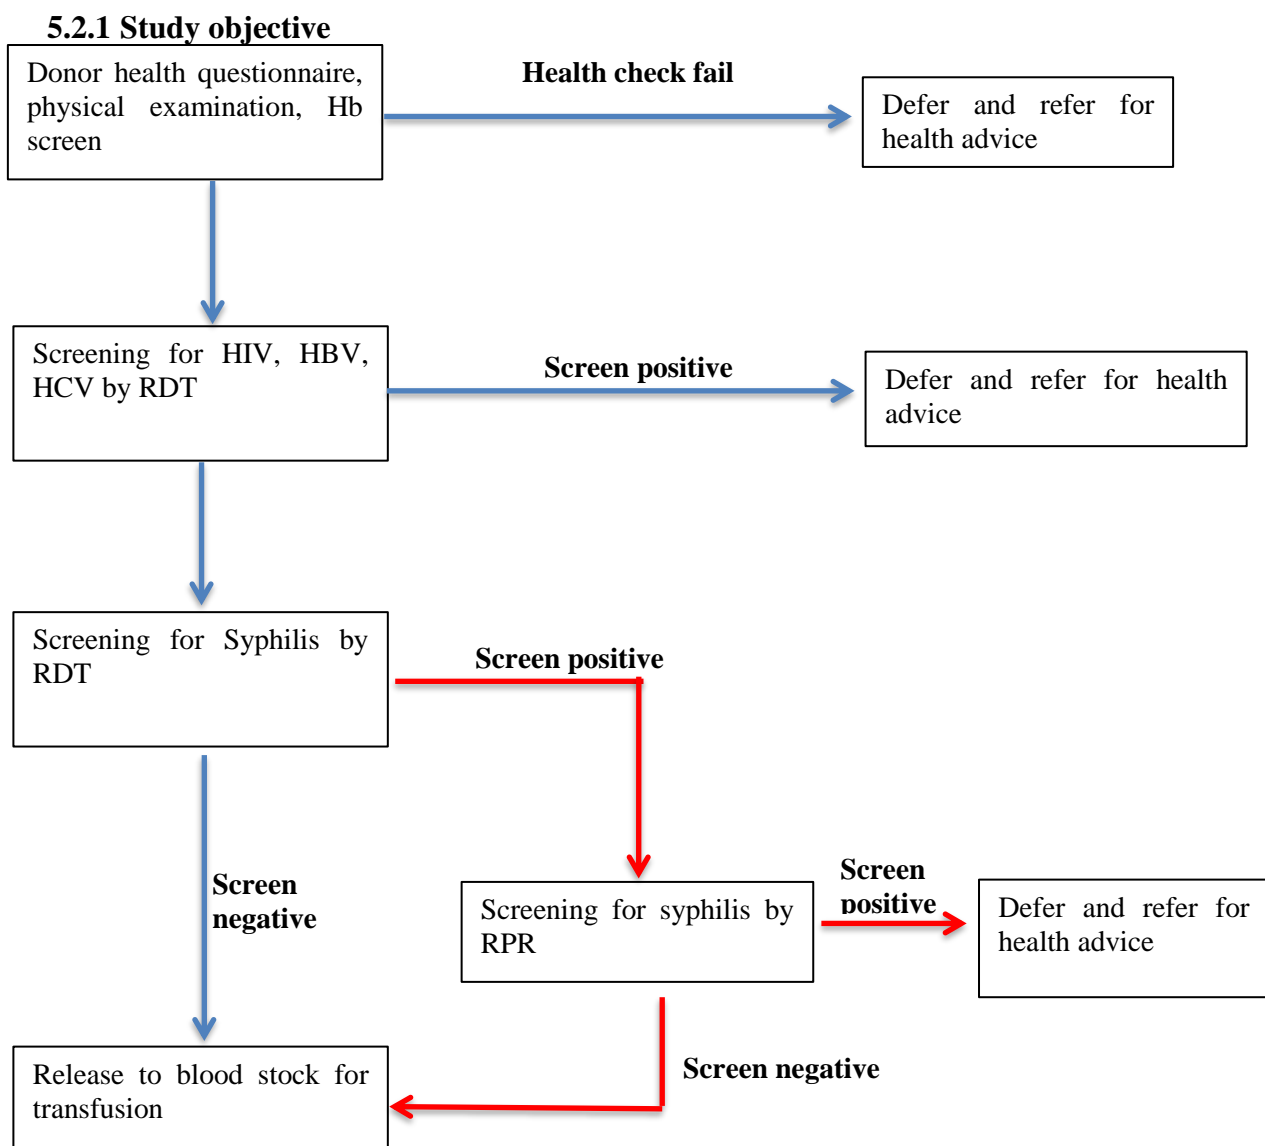 5.2.1 Study objective
Donor health questionnaire,
physical examination, Hb
screen
Health check fail
Defer and refer for
health advice
Screening for HIV, HBV,
HCV by RDT
Screen positive
Defer and refer for health
advice
Screening for Syphilis by
RDT
Screen positive
Screen
negative
Screening for syphilis by
RPR
Screen
positive
Defer and refer for
health advice
Screen negative
Release to blood stock for
transfusion